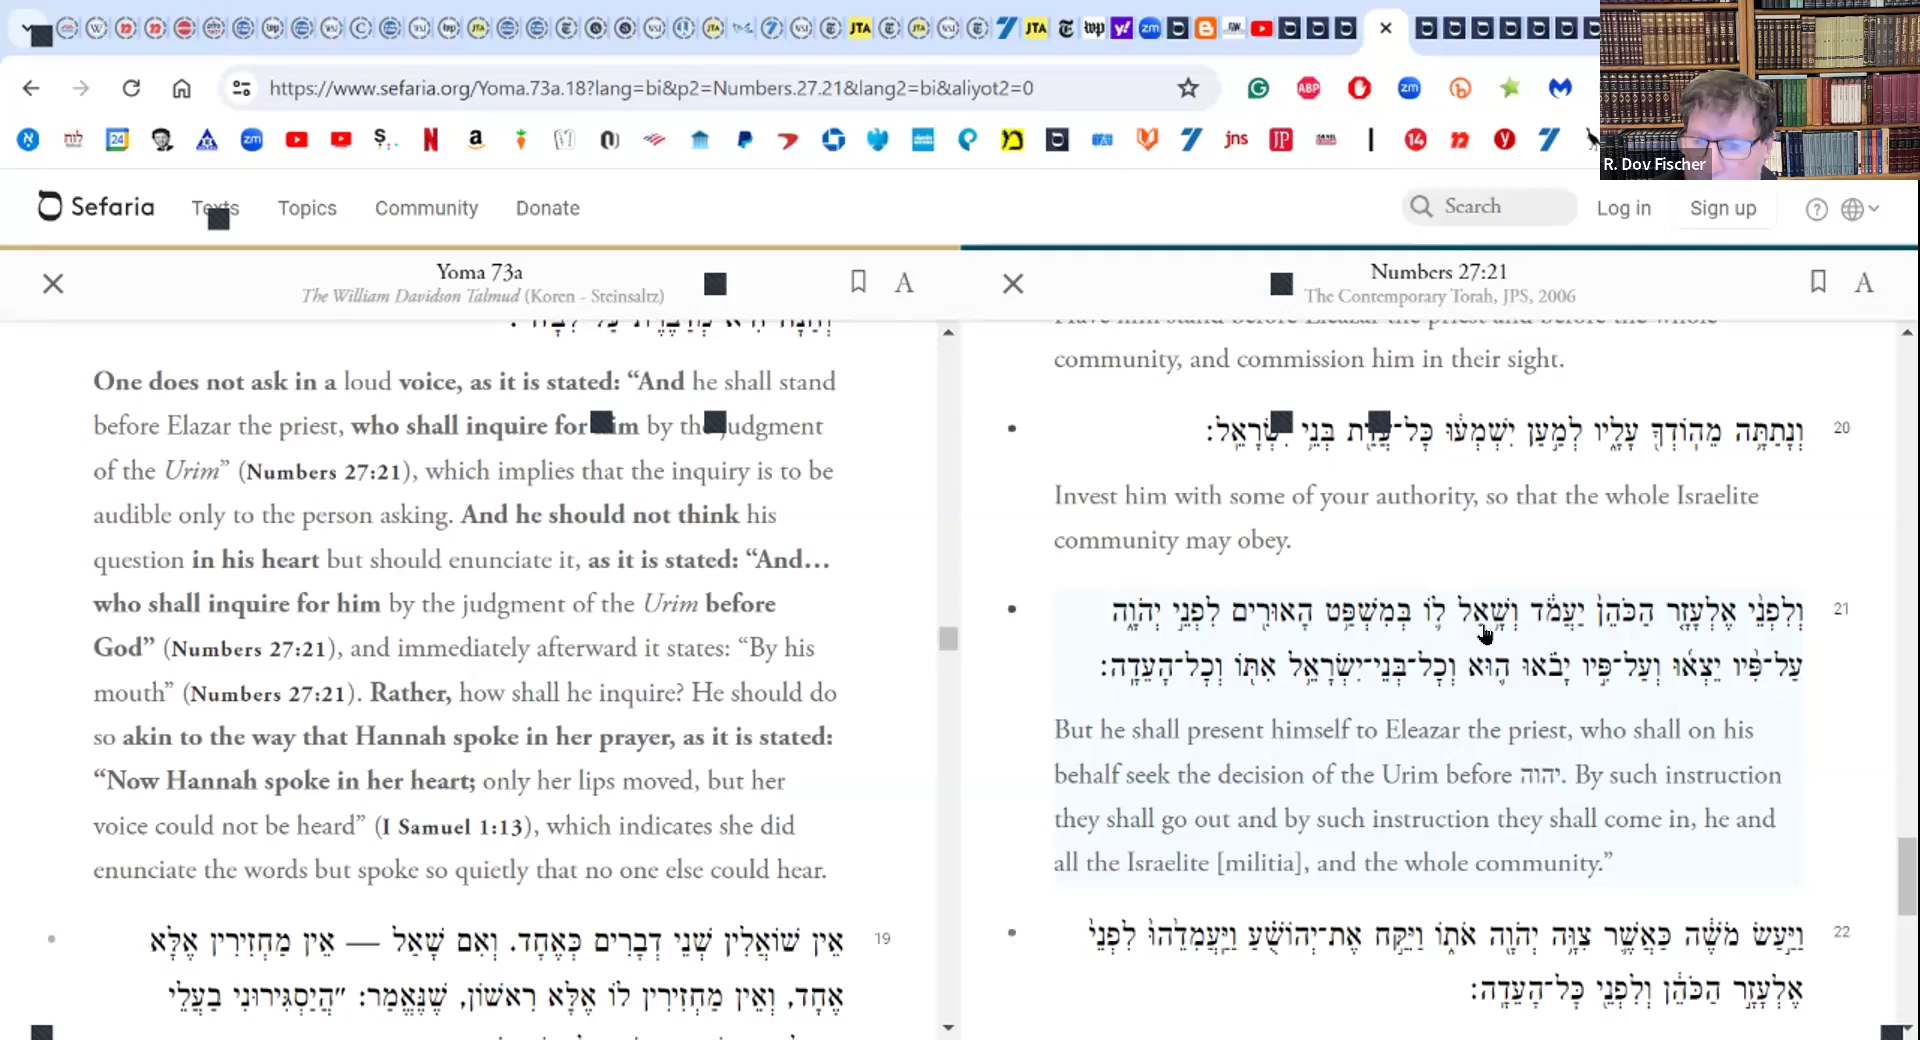 https://www.sefaria.org/Yoma.73a.18?lang=bi&p2=Numbers.27.21&lang2=bi&aliyot2=0
R. Dov Fischer
Sefaria Texts Topics Community Donate Search Log in Sign up
Yoma 73a
The William Davidson Talmud (Koren - Steinsaltz)
One does not ask in a loud voice, as it is stated: “And he shall stand
before Elazar the priest, who shall inquire for him by the judgment
of the Urim” (Numbers 27:21), which implies that the inquiry is to be
audible only to the person asking. And he should not think his
question in his heart but should enunciate it, as it is stated: “And…
who shall inquire for him by the judgment of the Urim before
God” (Numbers 27:21), and immediately afterward it states: “By his
mouth” (Numbers 27:21). Rather, how shall he inquire? He should do
so akin to the way that Hannah spoke in her prayer, as it is stated:
“Now Hannah spoke in her heart; only her lips moved, but her
voice could not be heard” (I Samuel 1:13), which indicates she did
enunciate the words but spoke so quietly that no one else could hear.
19
אֵין שׁוֹאֲלִין שְׁנֵי דְבָרִים כְּאֶחָד. וְאִם שָׁאַל — אֵין מַחְזִירִין אֶלָּא
אֶחָד, וְאֵין מַחְזִירִין לוֹ אֶלָּא רִאשׁוֹן, שֶׁנֶּאֱמַר: ״הֲיַסְגִּירוּנִי בַעֲלֵי
Numbers 27:21
The Contemporary Torah, JPS, 2006
Have him stand before Eleazar the priest and before the whole
community, and commission him in their sight.
20
וְנָתַתָּ֥ה מֵהֽוֹדְךָ֖ עָלָ֑יו לְמַ֣עַן יִשְׁמְע֔וּ כׇּל־עֲדַ֖ת בְּנֵ֥י יִשְׂרָאֵֽל׃
Invest him with some of your authority, so that the whole Israelite
community may obey.
21
וְלִפְנֵ֨י אֶלְעָזָ֤ר הַכֹּהֵן֙ יַעֲמֹ֔ד וְשָׁ֥אַל ל֛וֹ בְּמִשְׁפַּ֥ט הָאוּרִ֖ים לִפְנֵ֣י יְהֹוָ֑ה
עַל־פִּ֨יו יֵצְא֜וּ וְעַל־פִּ֣יו יָבֹ֗אוּ ה֛וּא וְכׇל־בְּנֵי־יִשְׂרָאֵ֥ל אִתּ֖וֹ וְכׇל־הָעֵדָֽה׃
But he shall present himself to Eleazar the priest, who shall on his
behalf seek the decision of the Urim before יהוה. By such instruction
they shall go out and by such instruction they shall come in, he and
all the Israelite [militia], and the whole community.”
22
וַיַּ֣עַשׂ מֹשֶׁ֔ה כַּאֲשֶׁ֛ר צִוָּ֥ה יְהֹוָ֖ה אֹת֑וֹ וַיִּקַּ֣ח אֶת־יְהוֹשֻׁ֗עַ וַיַּֽעֲמִדֵ֙הוּ֙ לִפְנֵי֙
אֶלְעָזָ֣ר הַכֹּהֵ֔ן וְלִפְנֵ֖י כׇּל־הָעֵדָֽה׃